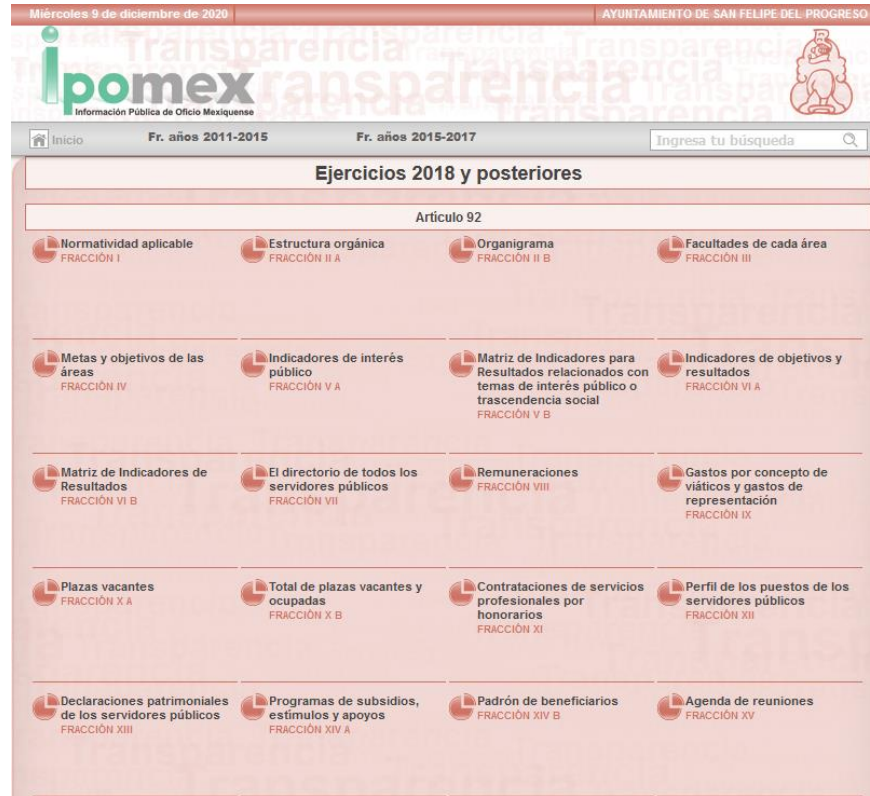 Miércoles 9 de diciembre de 2020
AYUNTAMIENTO DE SAN FELIPE DEL PROGRESO
ipomex
Información Pública de Oficio Mexiquense
Inicio
Fr. años 2011-2015
Fr. años 2015-2017
Ingresa tu búsqueda
Ejercicios 2018 y posteriores
Artículo 92
Normatividad aplicable
FRACCIÓN I
Estructura orgánica
FRACCIÓN II A
Organigrama
FRACCIÓN II B
Facultades de cada área
FRACCIÓN III
Metas y objetivos de las
áreas
FRACCIÓN IV
Indicadores de interés
público
FRACCIÓN V A
Matriz de Indicadores para
Resultados relacionados con
temas de interés público o
trascendencia social
FRACCIÓN V B
Indicadores de objetivos y
resultados
FRACCIÓN VI A
Matriz de Indicadores de
Resultados
FRACCIÓN VI B
El directorio de todos los
servidores públicos
FRACCIÓN VII
Remuneraciones
FRACCIÓN VIII
Gastos por concepto de
viáticos y gastos de
representación
FRACCIÓN IX
Plazas vacantes
FRACCIÓN X A
Total de plazas vacantes y
ocupadas
FRACCIÓN X B
Contrataciones de servicios
profesionales por
honorarios
FRACCIÓN XI
Perfil de los puestos de los
servidores públicos
FRACCIÓN XII
Declaraciones patrimoniales
de los servidores públicos
FRACCIÓN XIII
Programas de subsidios,
estímulos y apoyos
FRACCIÓN XIV A
Padrón de beneficiarios
FRACCIÓN XIV B
Agenda de reuniones
FRACCIÓN XV